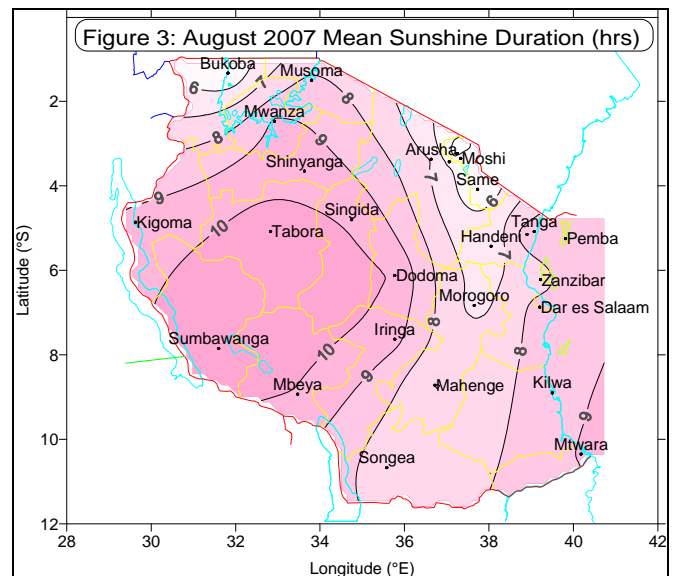 Figure 3: August 2007 Mean Sunshine Duration (hrs)
Bukoba
Musoma
6
7
8
2
Mwanza
8
9
Arusha
Moshi
Shinyanga
7
Same
4
9
6
Kigoma
Singida
10
Tabora
Tanga
Handeni
Pemba
7
6
Dodoma
Zanzibar
Morogoro
Dar es Salaam
Iringa
8
Sumbawanga
10
8
8
9
Mbeya
Mahenge
Kilwa
9
10
Mtwara
Songea
12
28
30
32
34
36
38
40
42
Latitude (°S)
Longitude (°E)